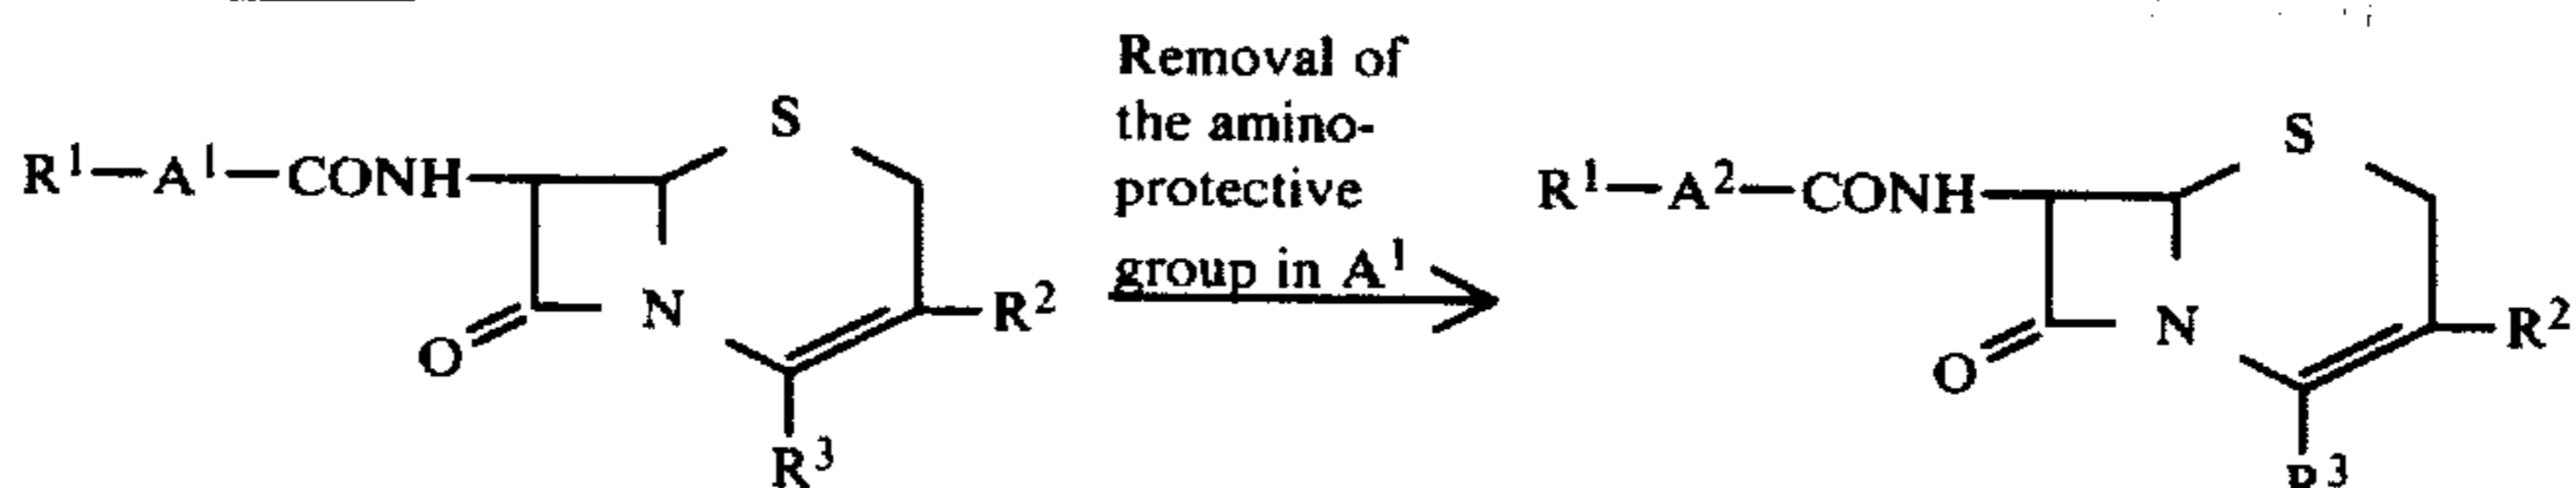 Removal of
the amino-
protective
group in A¹
R¹—A¹—CONH
S
N
O
R²
R³
R¹—A²—CONH
S
N
O
R²
R³